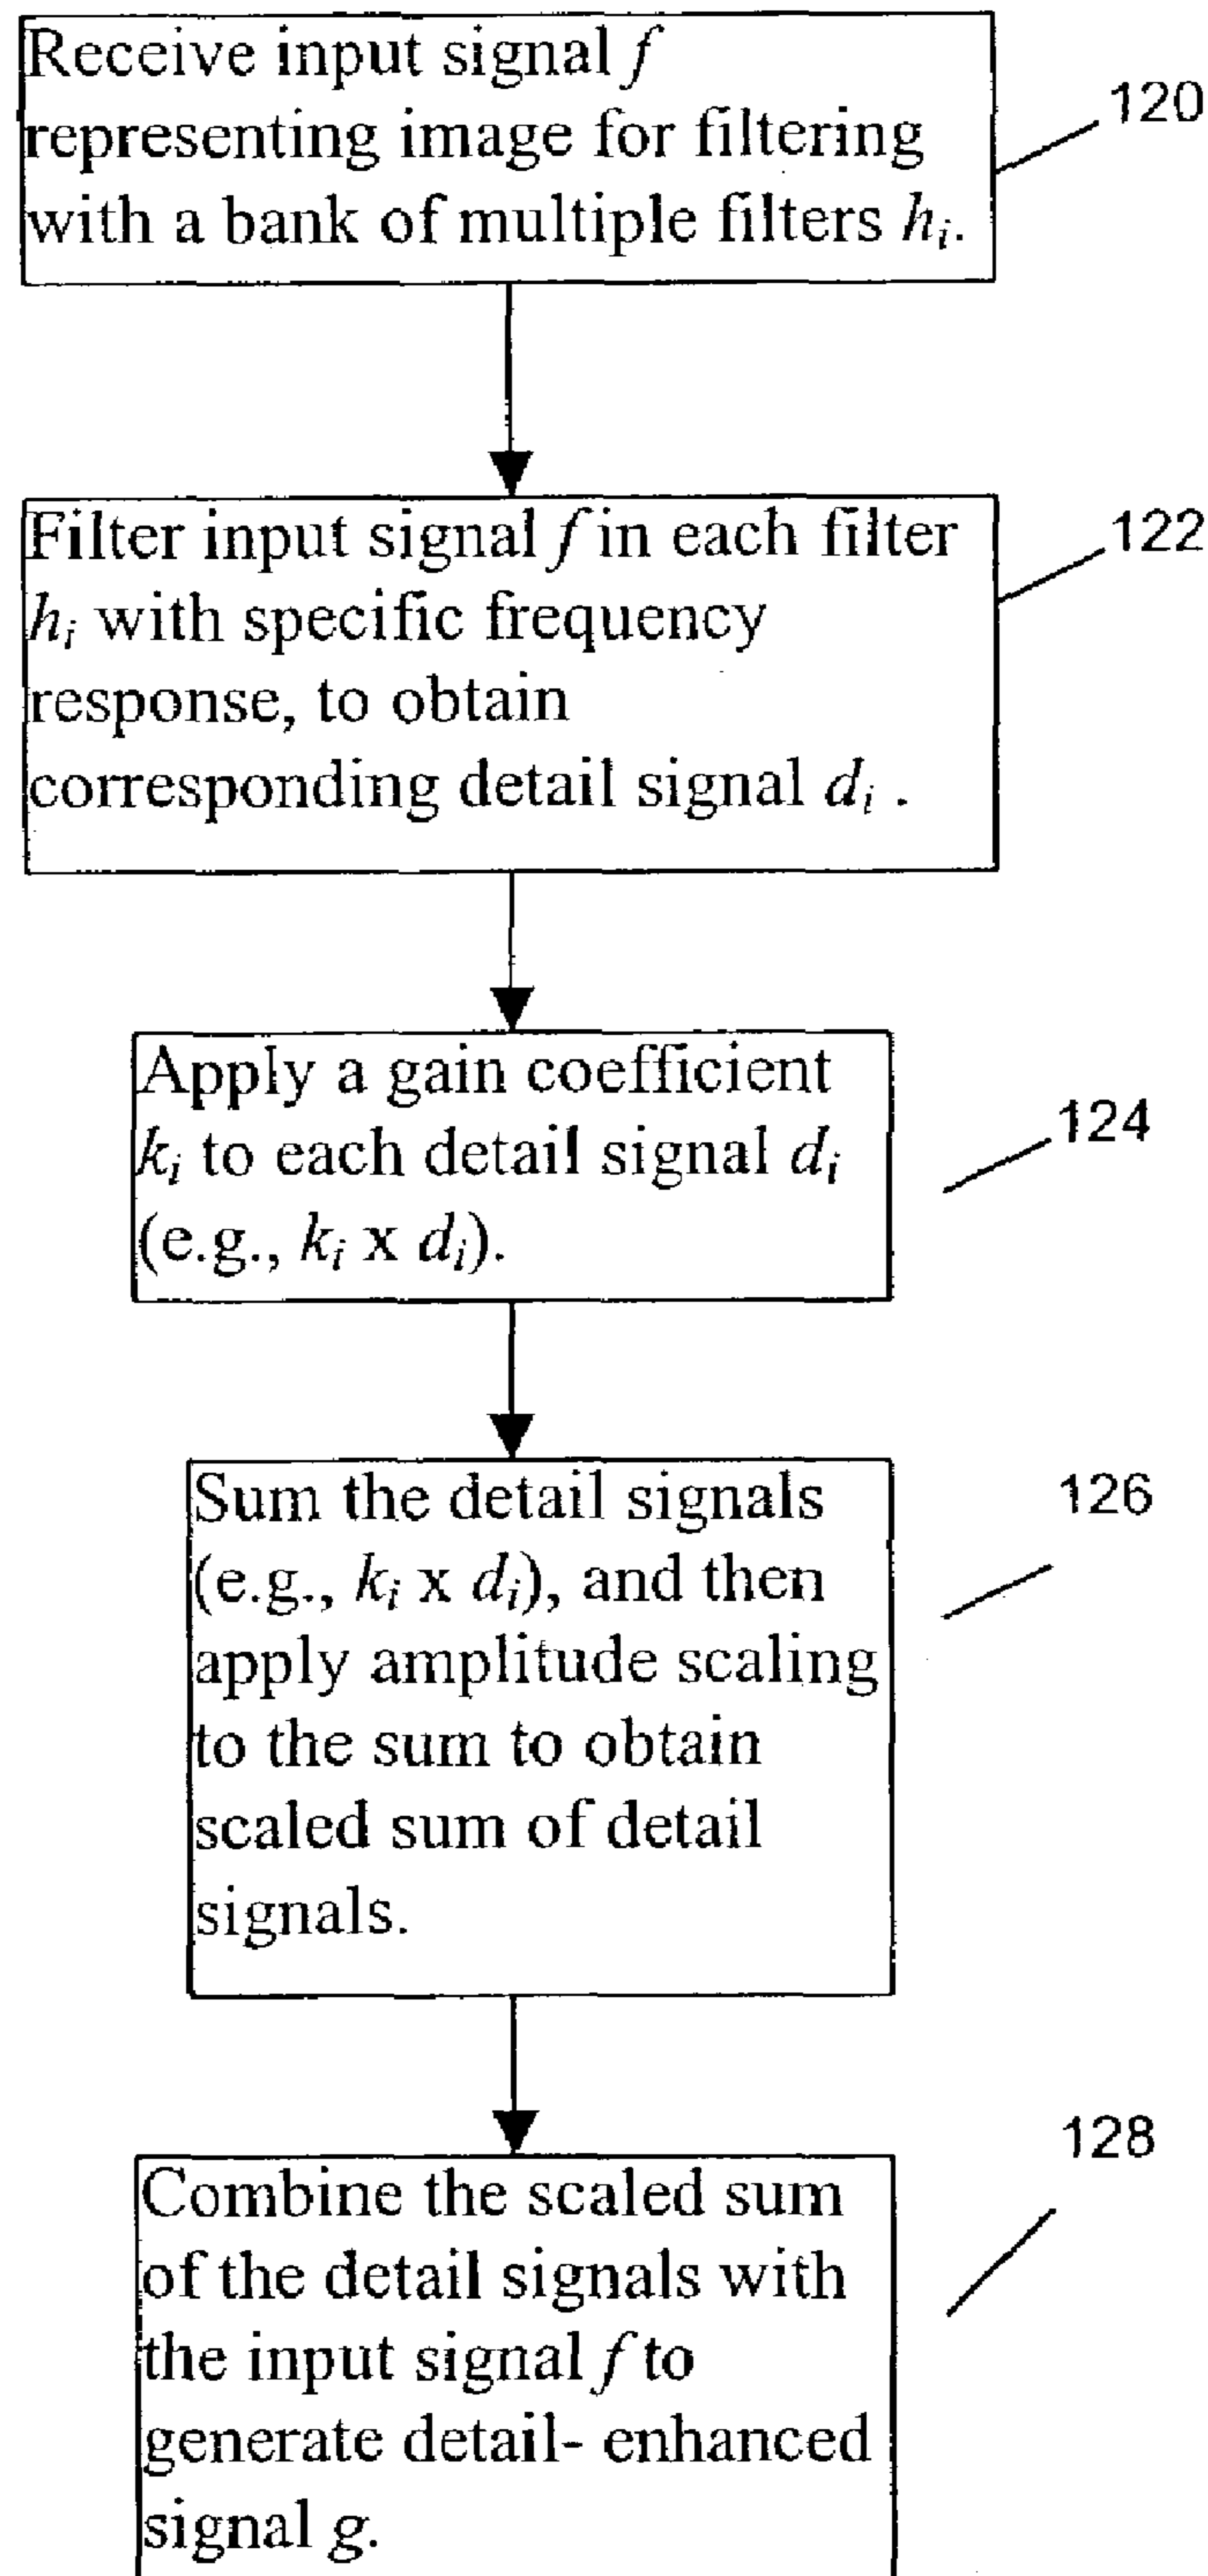 Receive input signal f
representing image for filtering
with a bank of multiple filters hi.
120
Filter input signal f in each filter
hi with specific frequency
response, to obtain
corresponding detail signal di .
122
Apply a gain coefficient
ki to each detail signal di
(e.g., ki x di).
124
Sum the detail signals
(e.g., ki x di), and then
apply amplitude scaling
to the sum to obtain
scaled sum of detail
signals.
126
Combine the scaled sum
of the detail signals with
the input signal f to
generate detail- enhanced
signal g.
128